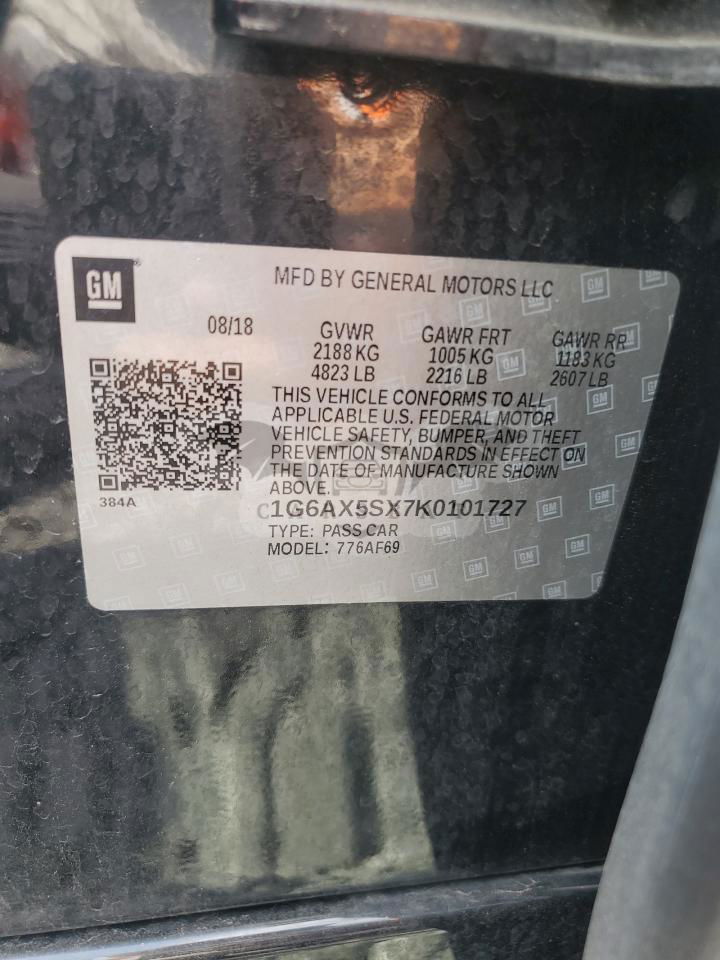 GM
MFD BY GENERAL MOTORS LLC
08/18
GVWR GAWR FRT GAWR RR
2188 KG 1005 KG 1183 KG
4823 LB 2216 LB 2607 LB
THIS VEHICLE CONFORMS TO ALL
APPLICABLE U.S. FEDERAL MOTOR
VEHICLE SAFETY, BUMPER, AND THEFT
PREVENTION STANDARDS IN EFFECT ON
THE DATE OF MANUFACTURE SHOWN
ABOVE.
384A
1G6AX5SX7K0101727
TYPE: PASS CAR
MODEL: 776AF69